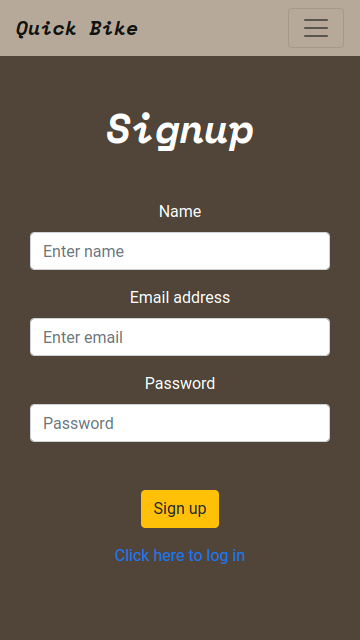 Quick Bike
Signup
Name
Enter name
Email address
Enter email
Password
Password
Sign up
Click here to log in